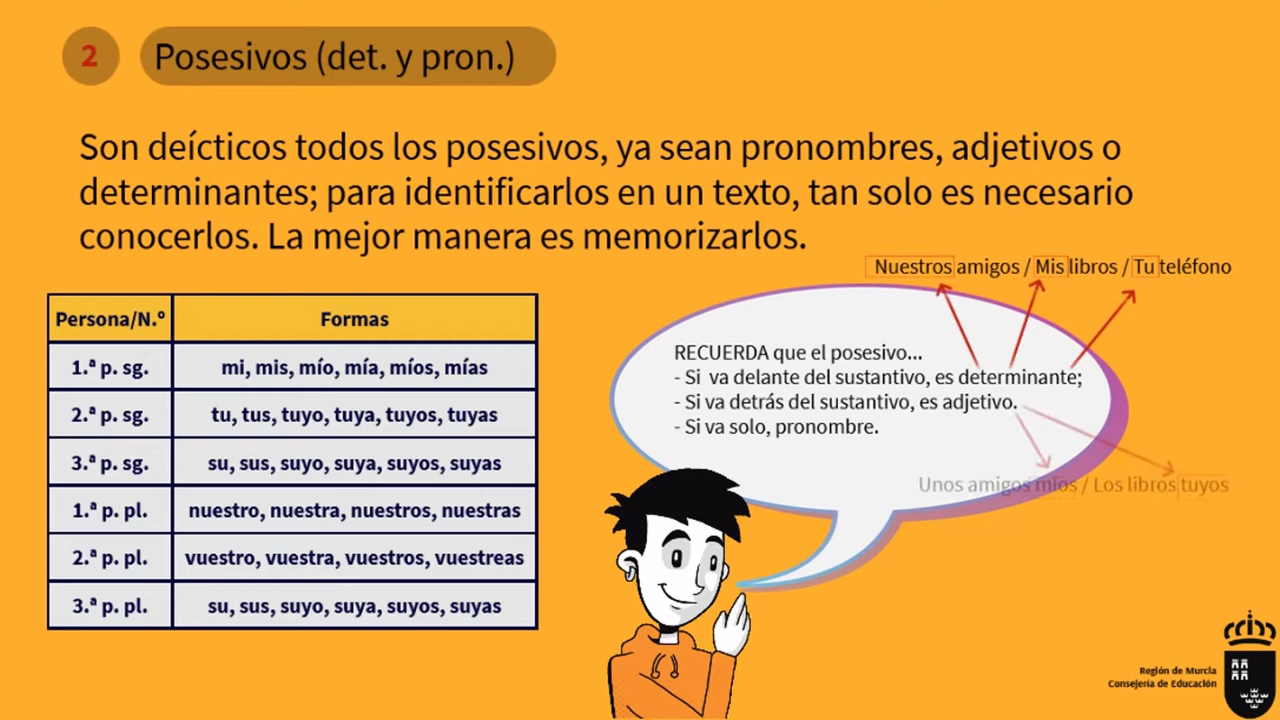 2
Posesivos (det. y pron.)
Son deícticos todos los posesivos, ya sean pronombres, adjetivos o
determinantes; para identificarlos en un texto, tan solo es necesario
conocerlos. La mejor manera es memorizarlos.
Nuestros amigos / Mis libros / Tu teléfono
Persona/N.º Formas
1.ª p. sg. mi, mis, mío, mía, míos, mías
2.ª p. sg. tu, tus, tuyo, tuya, tuyos, tuyas
3.ª p. sg. su, sus, suyo, suya, suyos, suyas
1.ª p. pl. nuestro, nuestra, nuestros, nuestras
2.ª p. pl. vuestro, vuestra, vuestros, vuestreas
3.ª p. pl. su, sus, suyo, suya, suyos, suyas
RECUERDA que el posesivo...
- Si va delante del sustantivo, es determinante;
- Si va detrás del sustantivo, es adjetivo.
- Si va solo, pronombre.
Unos amigos míos / Los libros tuyos
Región de Murcia
Consejería de Educación